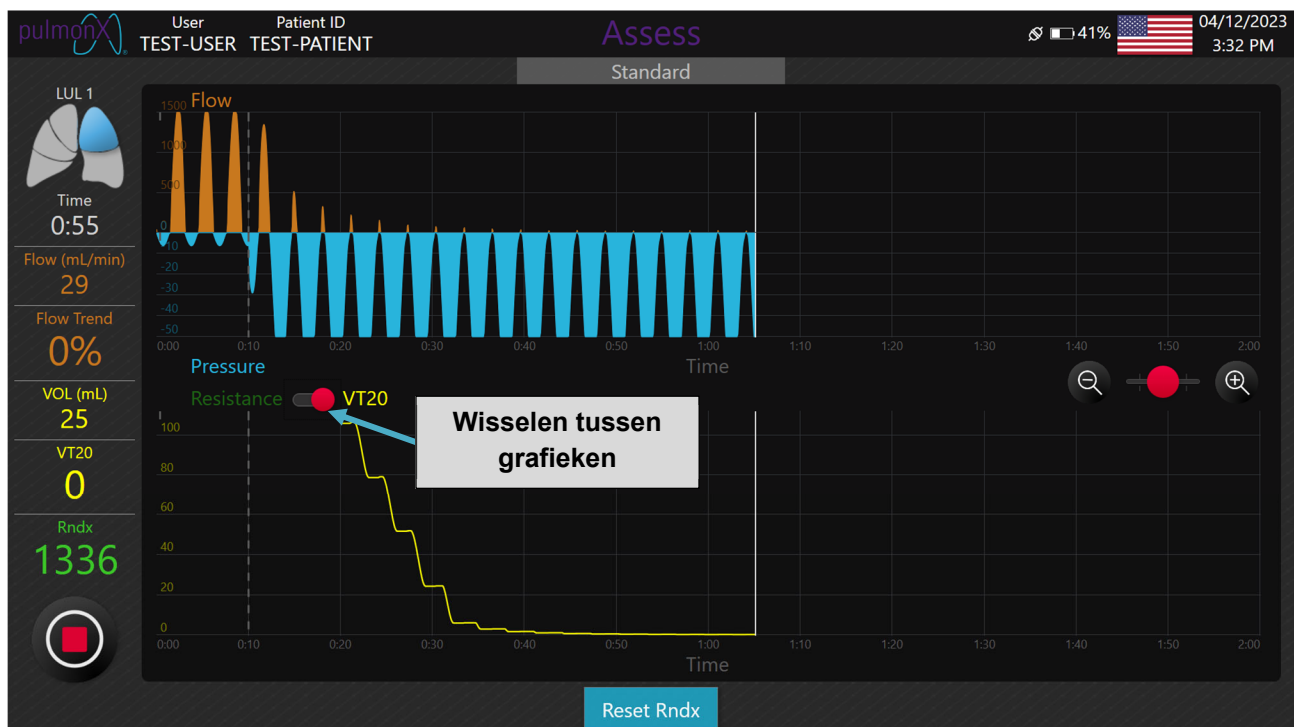 pulmonX®
User Patient ID
TEST-USER TEST-PATIENT
Assess
41%
04/12/2023
3:32 PM
Standard
LUL 1
Time
0:55
Flow (mL/min)
29
Flow Trend
0%
VOL (mL)
25
VT20
0
Rndx
1336
Flow
1500
1000
500
0
-10
-20
-30
-40
-50
0:00 0:10 0:20 0:30 0:40 0:50 1:00 1:10 1:20 1:30 1:40 1:50 2:00
Pressure
Time
Resistance VT20
Wisselen tussen
grafieken
100
80
60
40
20
0
0:00 0:10 0:20 0:30 0:40 0:50 1:00 1:10 1:20 1:30 1:40 1:50 2:00
Time
Reset Rndx